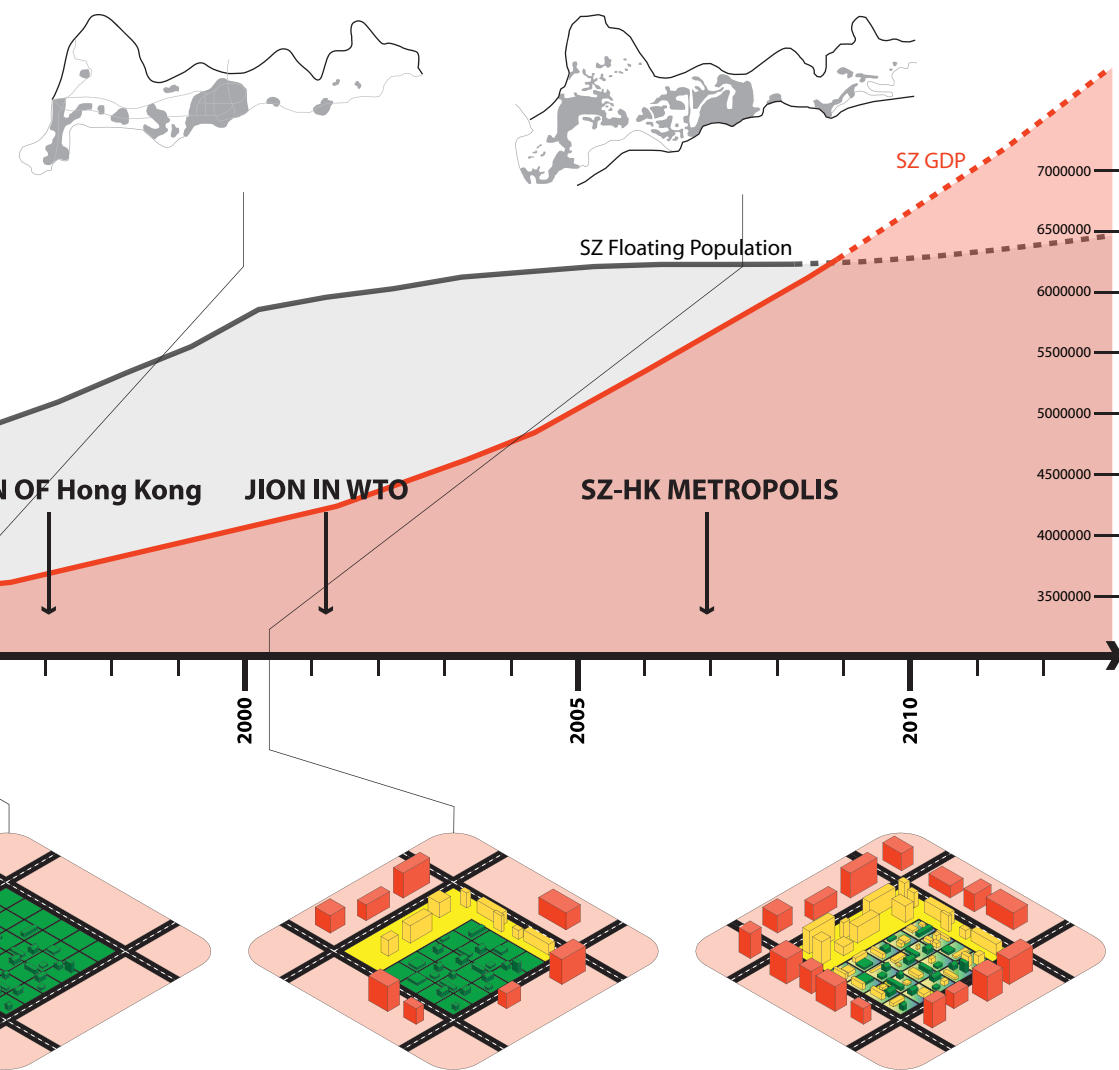 SZ GDP
7000000
SZ Floating Population
6500000
6000000
5500000
5000000
4500000
N OF Hong Kong JION IN WTO SZ-HK METROPOLIS
4000000
3500000
2000 2005 2010